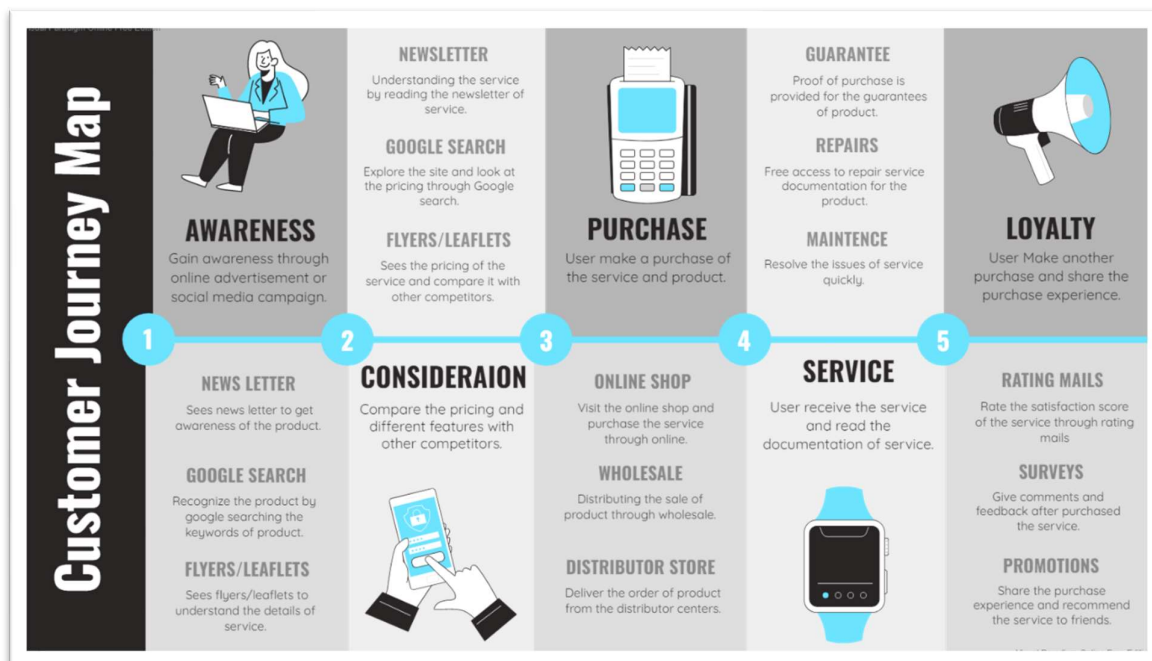 Customer Journey Map
1
AWARENESS
Gain awareness through
online advertisement or
social media campaign.
NEWS LETTER
Sees news letter to get
awareness of the product.
GOOGLE SEARCH
Recognize the product by
google searching the
keywords of product.
FLYERS/LEAFLETS
Sees flyers/leaflets to
understand the details of
service.
NEWSLETTER
Understanding the service
by reading the newsletter of
service.
GOOGLE SEARCH
Explore the site and look at
the pricing through Google
search.
FLYERS/LEAFLETS
Sees the pricing of the
service and compare it with
other competitors.
2
CONSIDERAION
Compare the pricing and
different features with
other competitors.
PURCHASE
User make a purchase of
the service and product.
3
ONLINE SHOP
Visit the online shop and
purchase the service
through online.
WHOLESALE
Distributing the sale of
product through wholesale.
DISTRIBUTOR STORE
Deliver the order of product
from the distributor centers.
GUARANTEE
Proof of purchase is
provided for the guarantees
of product.
REPAIRS
Free access to repair service
documentation for the
product.
MAINTENCE
Resolve the issues of service
quickly.
4
SERVICE
User receive the service
and read the
documentation of service.
LOYALTY
User Make another
purchase and share the
purchase experience.
5
RATING MAILS
Rate the satisfaction score
of the service through rating
mails
SURVEYS
Give comments and
feedback after purchased
the service.
PROMOTIONS
Share the purchase
experience and recommend
the service to friends.